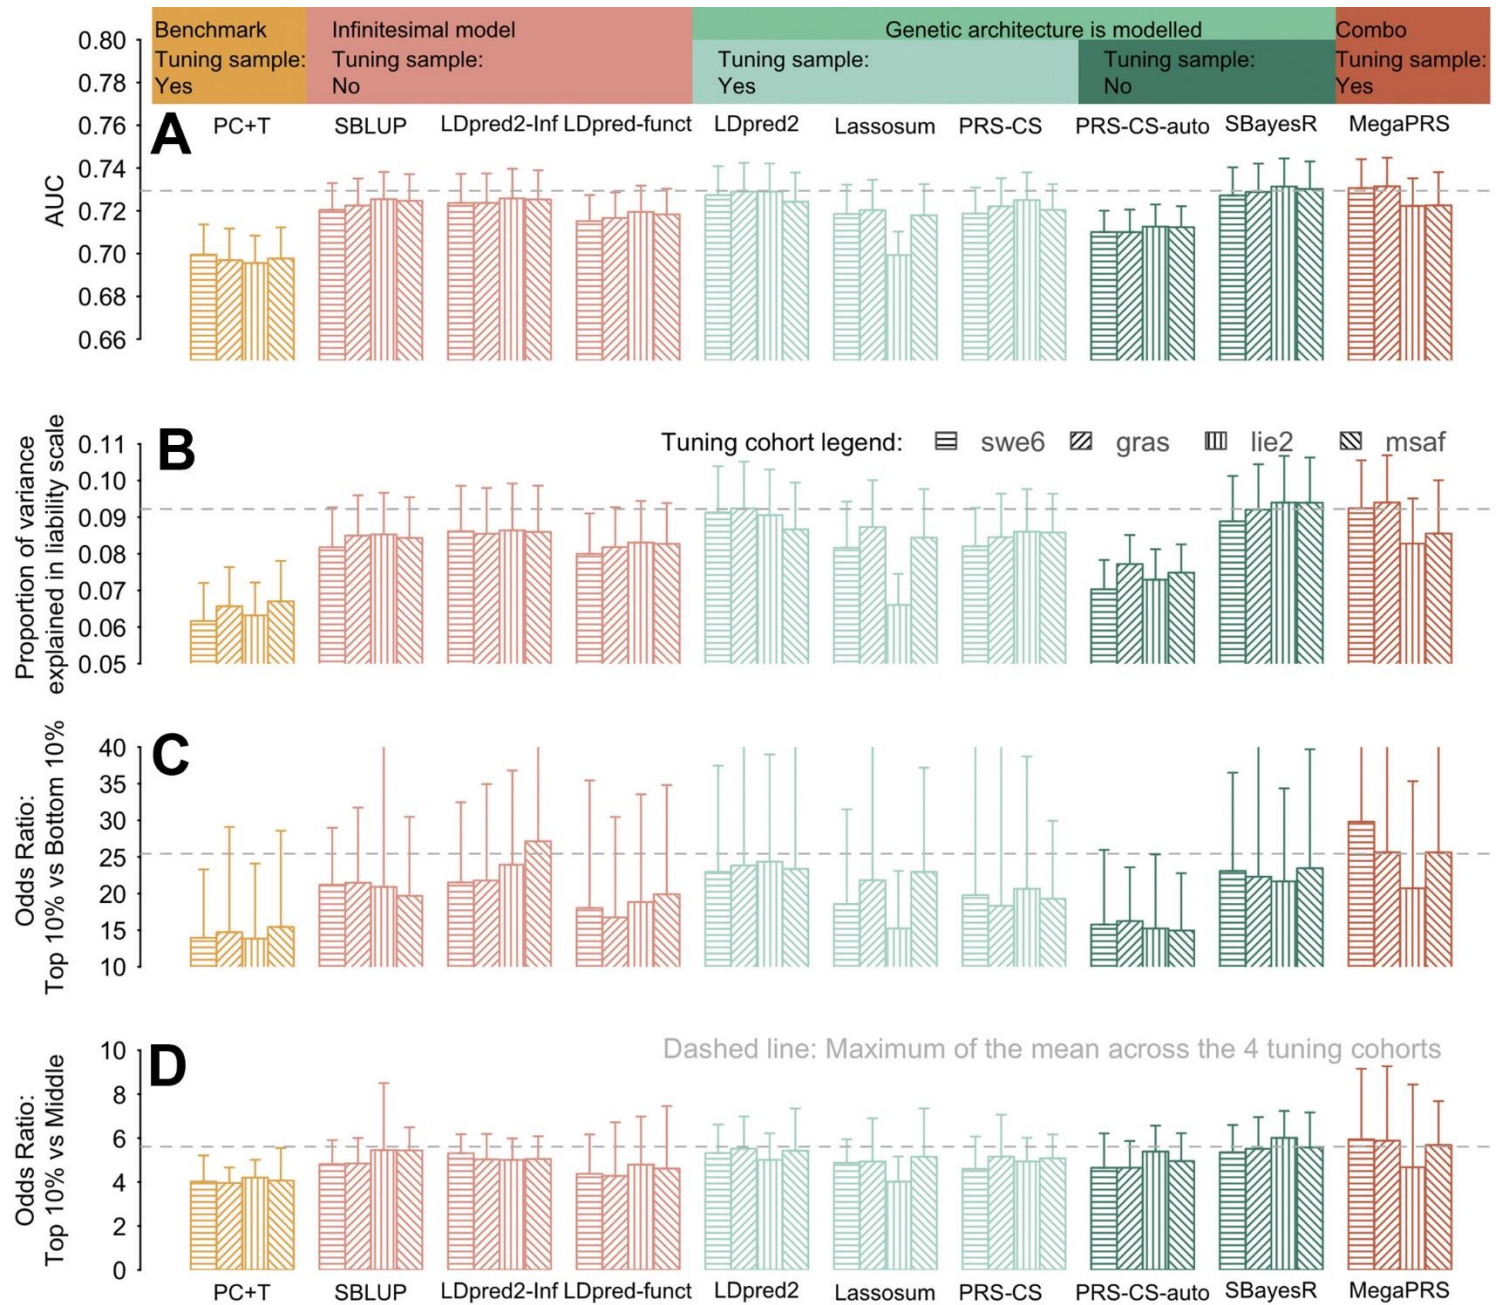 Benchmark
Tuning sample:
Yes
Infinitesimal model
Tuning sample:
No
Genetic architecture is modelled
Tuning sample:
Yes
Tuning sample:
No
Combo
Tuning sample:
Yes
A
PC+T SBLUP LDpred2-Inf LDpred-funct LDpred2 Lassosum PRS-CS PRS-CS-auto SBayesR MegaPRS
AUC
0.80
0.78
0.76
0.74
0.72
0.70
0.68
0.66
B
Tuning cohort legend: swe6 gras lie2 msaf
Proportion of variance
explained in liability scale
0.11
0.10
0.09
0.08
0.07
0.06
0.05
C
Odds Ratio:
Top 10% vs Bottom 10%
40
35
30
25
20
15
10
D
Dashed line: Maximum of the mean across the 4 tuning cohorts
Odds Ratio:
Top 10% vs Middle
10
8
6
4
2
0
PC+T SBLUP LDpred2-Inf LDpred-funct LDpred2 Lassosum PRS-CS PRS-CS-auto SBayesR MegaPRS